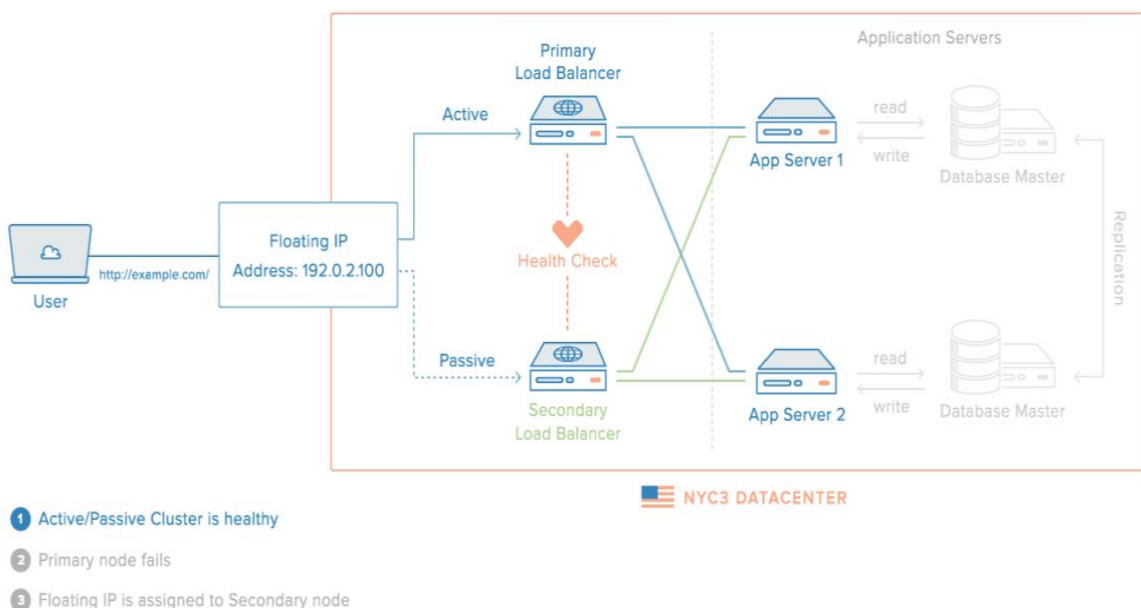 Application Servers
Primary
Load Balancer
Active
read
write
App Server 1
Database Master
Floating IP
Address: 192.0.2.100
http://example.com/
User
Health Check
Replication
Passive
read
write
Secondary
Load Balancer
App Server 2
Database Master
NYC3 DATACENTER
1 Active/Passive Cluster is healthy
2 Primary node fails
3 Floating IP is assigned to Secondary node